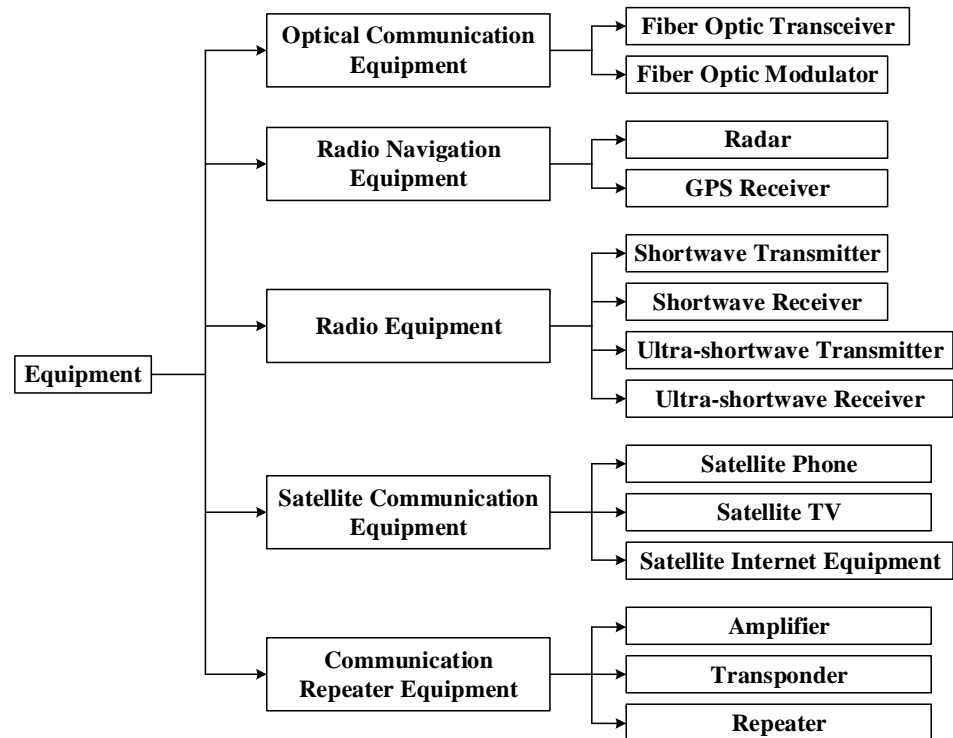 Equipment
Optical Communication
Equipment
Fiber Optic Transceiver
Fiber Optic Modulator
Radio Navigation
Equipment
Radar
GPS Receiver
Radio Equipment
Shortwave Transmitter
Shortwave Receiver
Ultra-shortwave Transmitter
Ultra-shortwave Receiver
Satellite Communication
Equipment
Satellite Phone
Satellite TV
Satellite Internet Equipment
Communication
Repeater Equipment
Amplifier
Transponder
Repeater